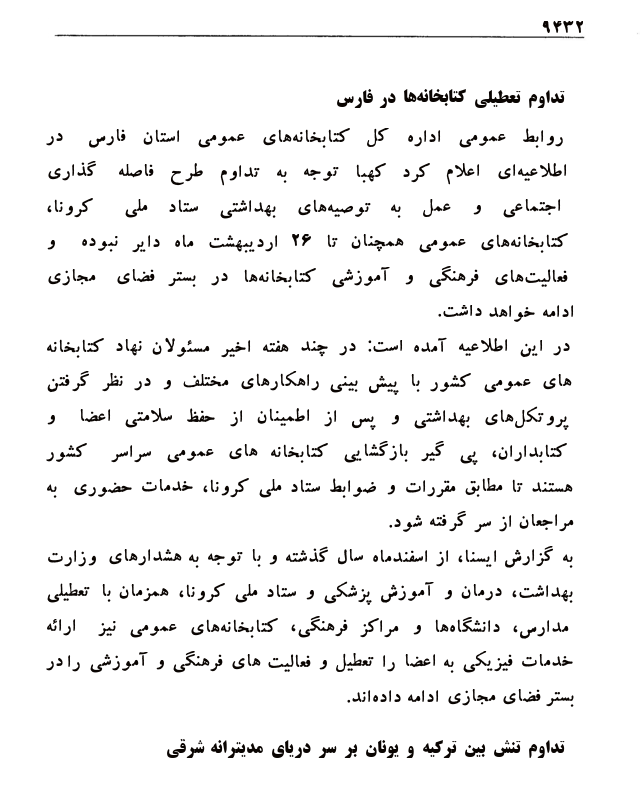 ۹۴۳۲
تداوم تعطیلی کتابخانه‌ها در فارس
روابط عمومی اداره کل کتابخانه‌های عمومی استان فارس در
اطلاعیه‌ای اعلام کرد کهبا توجه به تداوم طرح فاصله گذاری
اجتماعی و عمل به توصیه‌های بهداشتی ستاد ملی کرونا،
کتابخانه‌های عمومی همچنان تا ۲۶ اردیبهشت ماه دایر نبوده و
فعالیت‌های فرهنگی و آموزشی کتابخانه‌ها در بستر فضای مجازی
ادامه خواهد داشت.
در این اطلاعیه آمده است: در چند هفته اخیر مسئولان نهاد کتابخانه
های عمومی کشور با پیش بینی راهکارهای مختلف و در نظر گرفتن
پروتکل‌های بهداشتی و پس از اطمینان از حفظ سلامتی اعضا و
کتابداران، پی گیر بازگشایی کتابخانه های عمومی سراسر کشور
هستند تا مطابق مقررات و ضوابط ستاد ملی کرونا، خدمات حضوری به
مراجعان از سر گرفته شود.
به گزارش ایسنا، از اسفندماه سال گذشته و با توجه به هشدارهای وزارت
بهداشت، درمان و آموزش پزشکی و ستاد ملی کرونا، همزمان با تعطیلی
مدارس، دانشگاه‌ها و مراکز فرهنگی، کتابخانه‌های عمومی نیز ارائه
خدمات فیزیکی به اعضا را تعطیل و فعالیت های فرهنگی و آموزشی را در
بستر فضای مجازی ادامه داده‌اند.
تداوم تنش بین ترکیه و یونان بر سر دریای مدیترانه شرقی